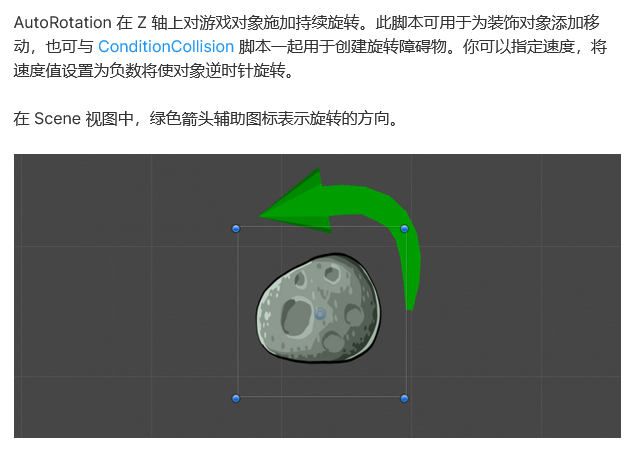 AutoRotation 在 Z 轴上对游戏对象施加持续旋转。此脚本可用于为装饰对象添加移
动，也可与 ConditionCollision 脚本一起用于创建旋转障碍物。你可以指定速度，将
速度值设置为负数将使对象逆时针旋转。
在 Scene 视图中，绿色箭头辅助图标表示旋转的方向。